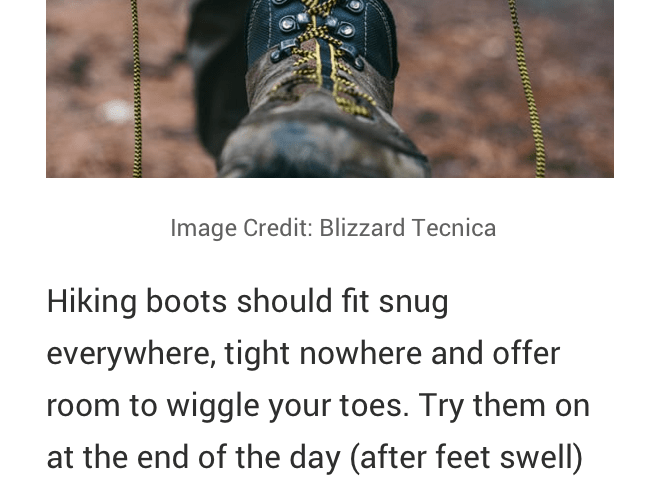 Image Credit: Blizzard Tecnica
Hiking boots should fit snug
everywhere, tight nowhere and offer
room to wiggle your toes. Try them on
at the end of the day (after feet swell)